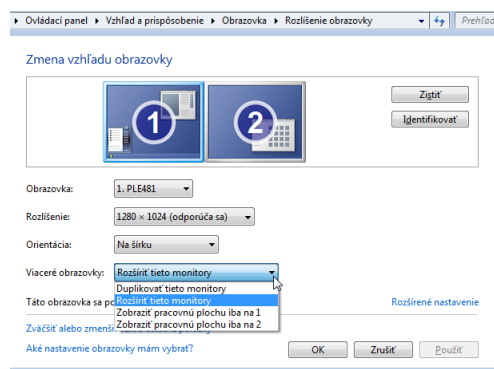 Ovládací panel ▸ Vzhľad a prispôsobenie ▸ Obrazovka ▸ Rozlíšenie obrazovky
Zmena vzhľadu obrazovky
1
2
Zistiť
Identifikovať
Obrazovka: 1. PLE481
Rozlíšenie: 1280 × 1024 (odporúča sa)
Orientácia: Na šírku
Viaceré obrazovky: Rozšíriť tieto monitory
Duplikovať tieto monitory
Rozšíriť tieto monitory
Zobraziť pracovnú plochu iba na 1
Zobraziť pracovnú plochu iba na 2
Táto obrazovka sa
Rozšírené nastavenie
Zväčšiť alebo
Aké nastavenie obrazovky mám vybrať?
OK Zrušiť Použiť